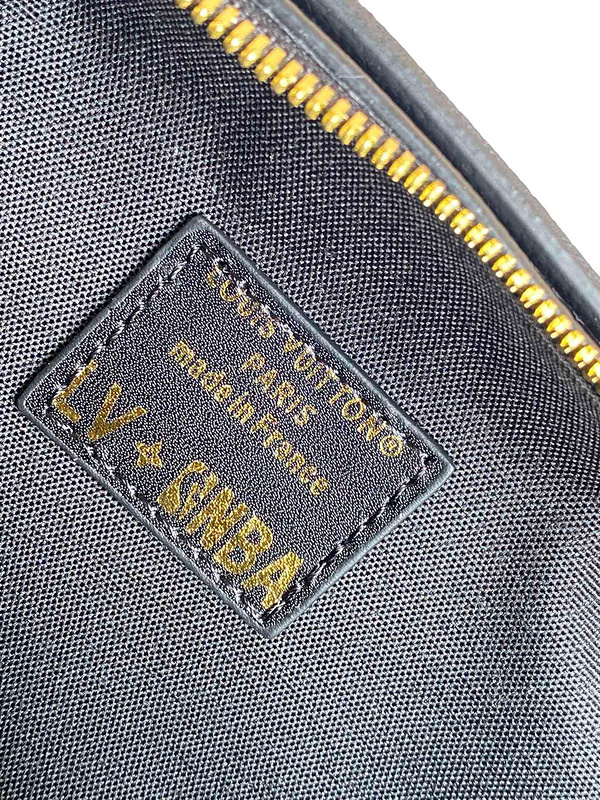 LOUIS VUITTON®
PARIS
made in France
LV NBA